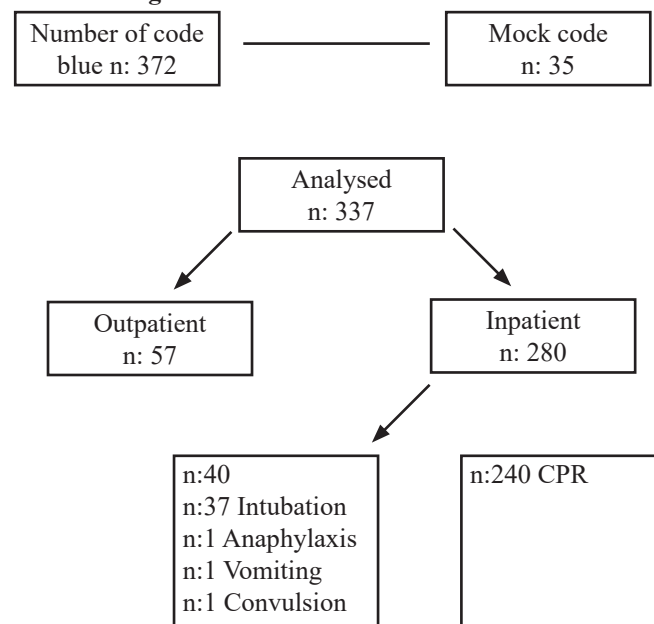 Number of code
blue n: 372
Mock code
n: 35
Analysed
n: 337
Outpatient
n: 57
Inpatient
n: 280
n:40
n:37 Intubation
n:1 Anaphylaxis
n:1 Vomiting
n:1 Convulsion
n:240 CPR